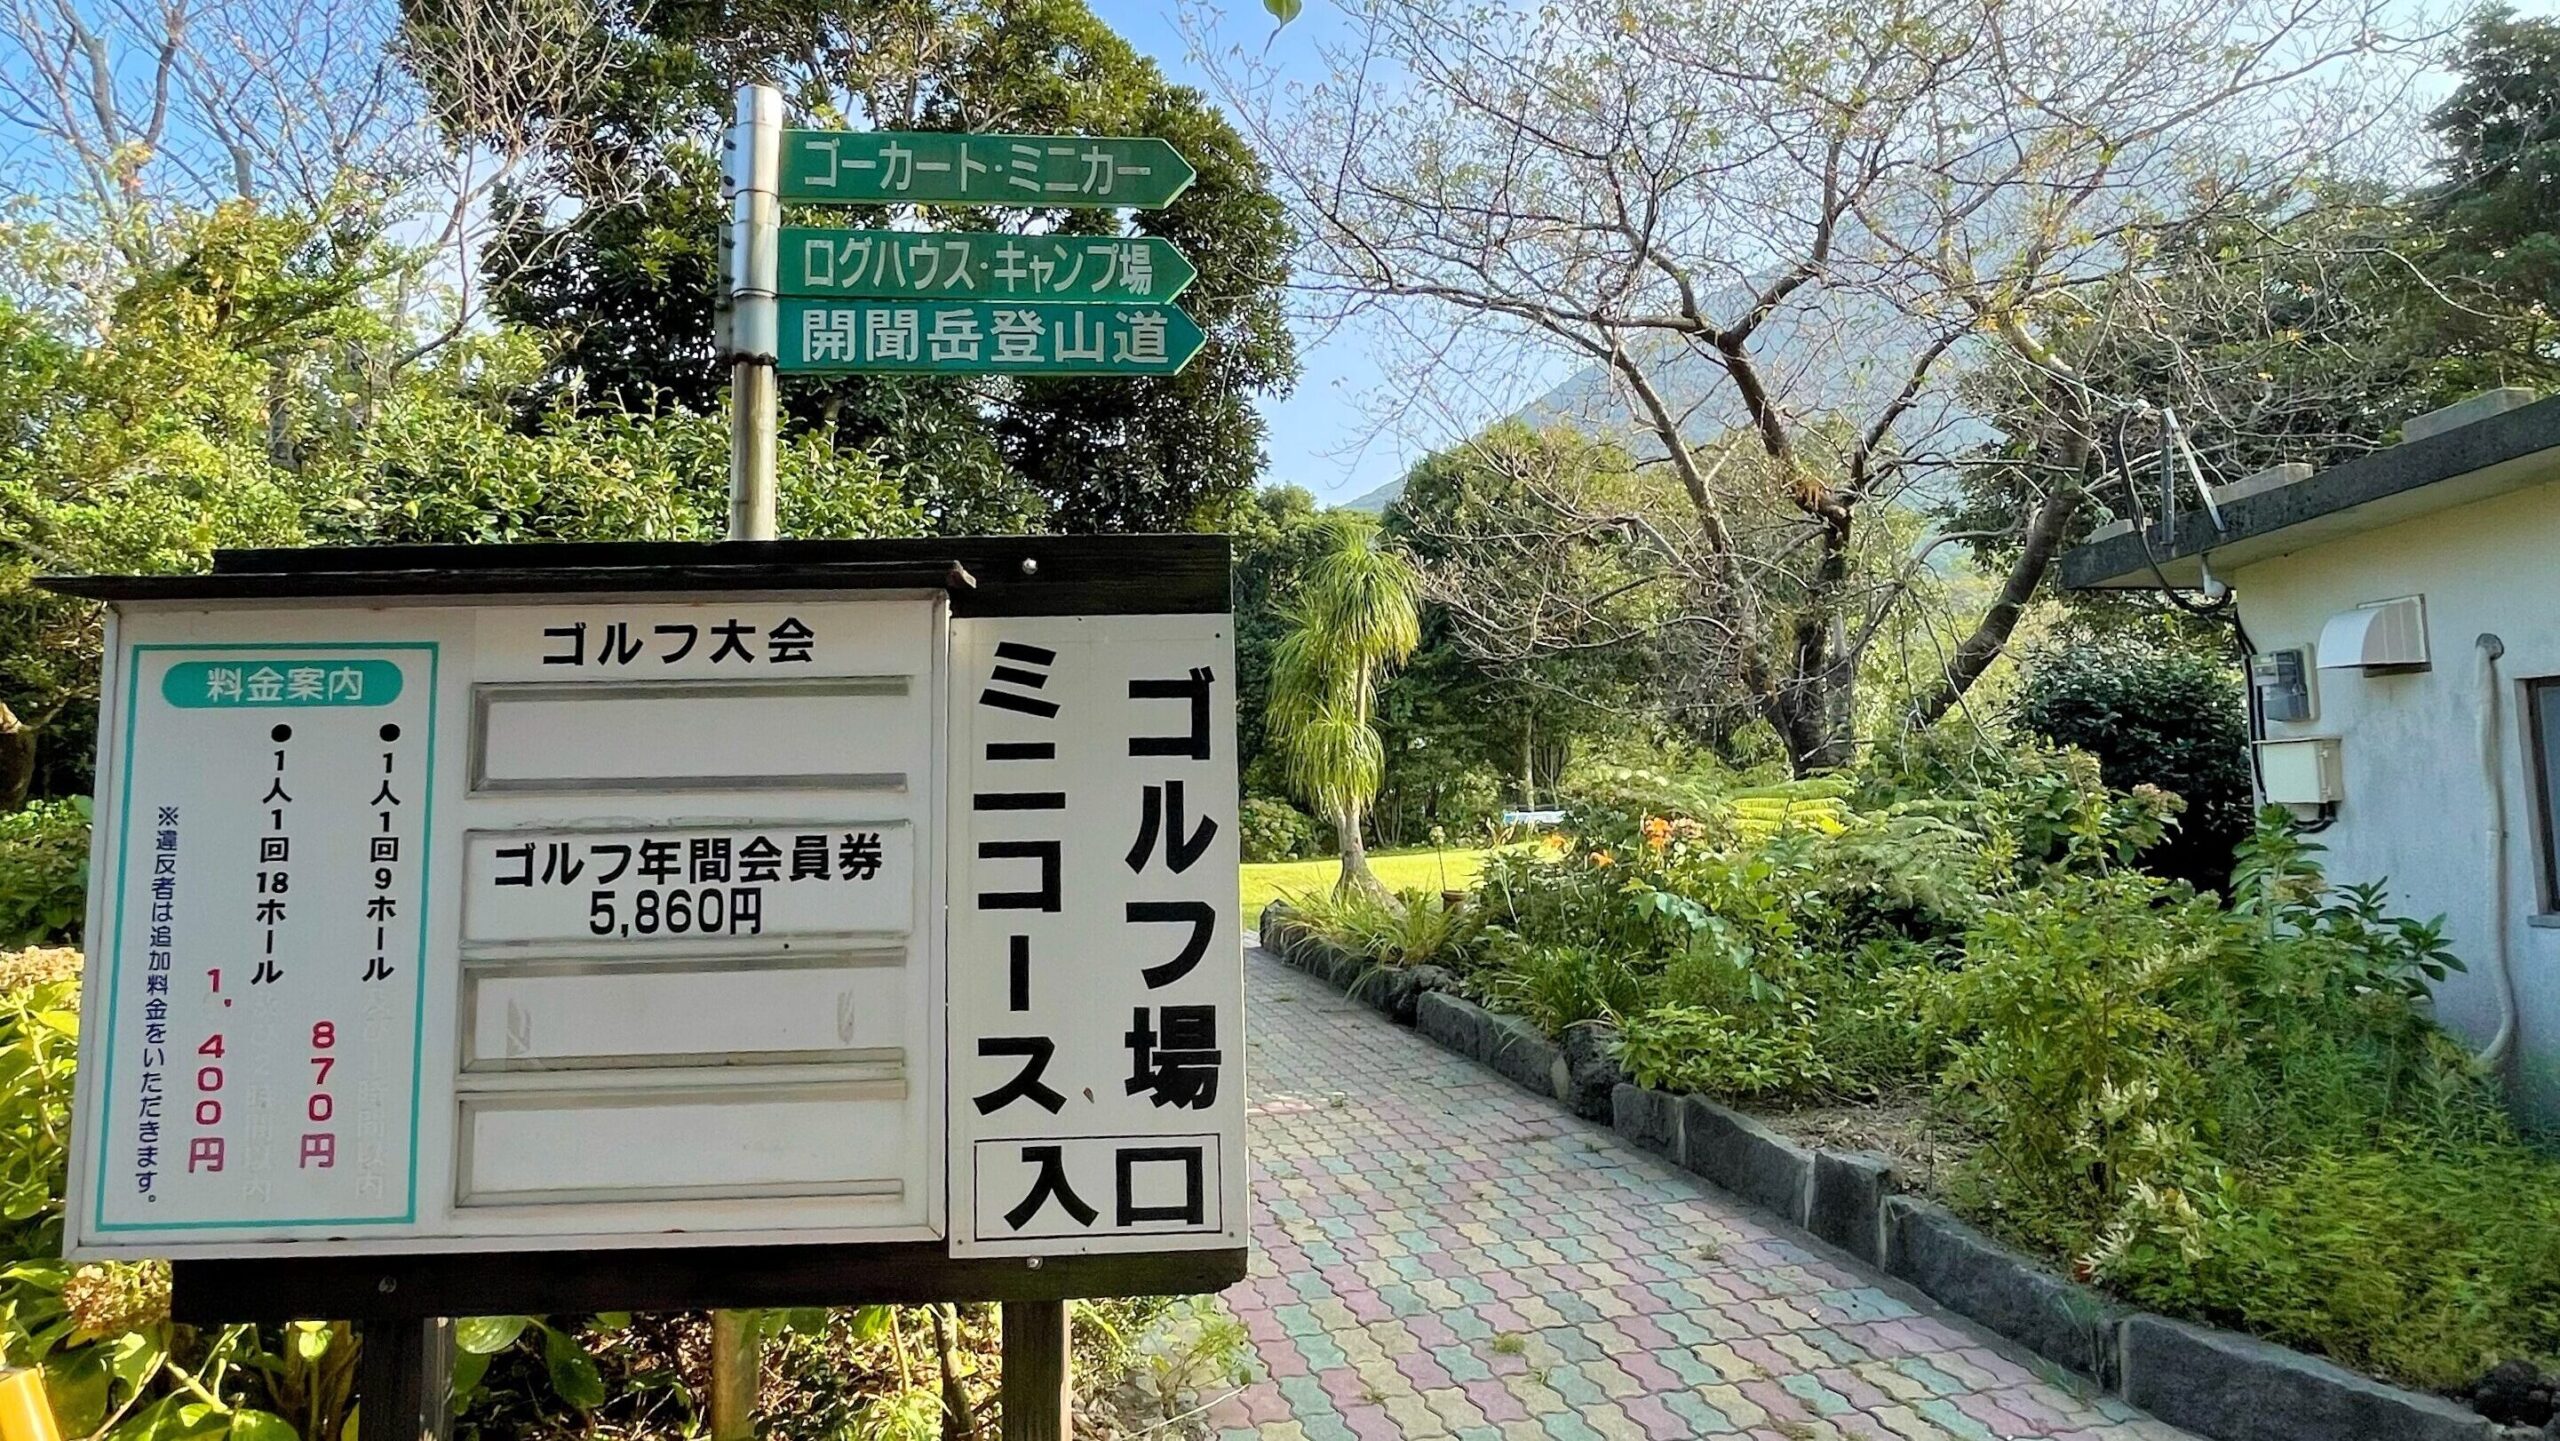 ゴーカート・ミニカー
ログハウス・キャンプ場
開聞岳登山道
料金案内
●1人1回9ホール
870円
●1人1回18ホール
1,400円
※違反者は追加料金をいただきます。
ゴルフ大会
ゴルフ年間会員券
5,860円
ゴルフ場
ミニコース
入口